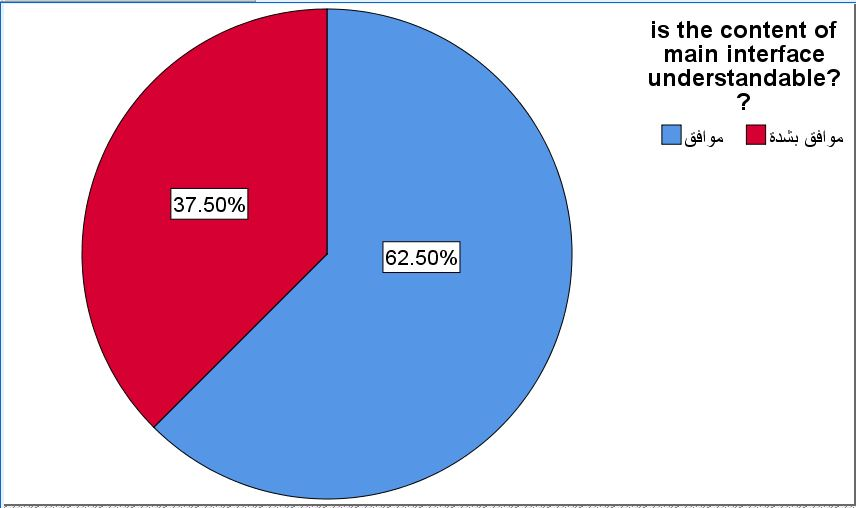 is the content of
main interface
understandable?
?
موافق موافق بشدة
37.50%
62.50%